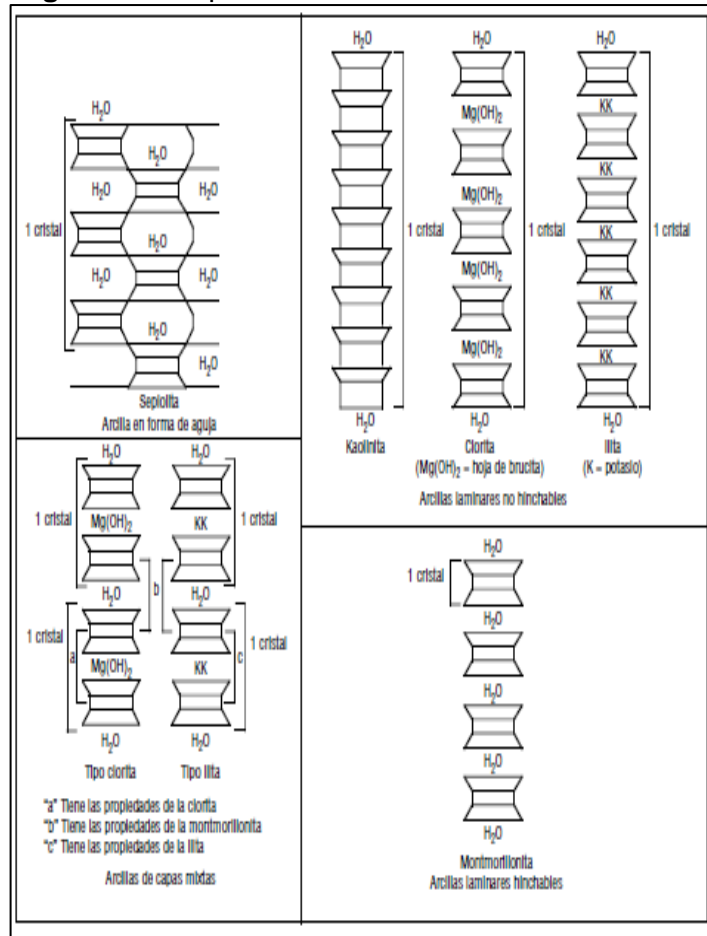 H2O
H2O
H2O H2O
1 cristal
H2O
H2O H2O
H2O
H2O
Sepiolita
Arcilla en forma de aguja
H2O H2O H2O
Mg(OH)2 KK
Mg(OH)2 KK
1 cristal 1 cristal KK 1 cristal
Mg(OH)2 KK
Mg(OH)2 KK
H2O H2O H2O
Kaolinita Clorita Ilita
(Mg(OH)2 = hoja de brucita) (K = potasio)
Arcillas laminares no hinchables
H2O H2O
1 cristal Mg(OH)2 KK 1 cristal
H2O b H2O
1 cristal a Mg(OH)2 KK c 1 cristal
H2O H2O
Tipo clorita Tipo ilita
"a" Tiene las propiedades de la clorita
"b" Tiene las propiedades de la montmorillonita
"c" Tiene las propiedades de la ilita
Arcillas de capas mixtas
H2O
1 cristal
H2O
H2O
H2O
H2O
Montmorillonita
Arcillas laminares hinchables